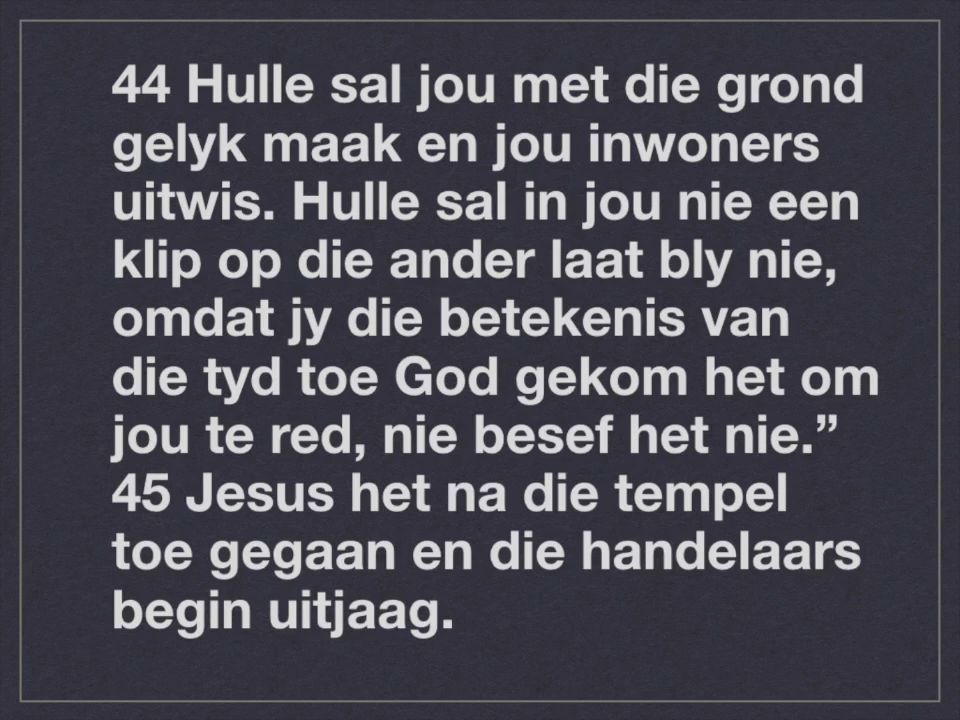 44 Hulle sal jou met die grond
gelyk maak en jou inwoners
uitwis. Hulle sal in jou nie een
klip op die ander laat bly nie,
omdat jy die betekenis van
die tyd toe God gekom het om
jou te red, nie besef het nie.”
45 Jesus het na die tempel
toe gegaan en die handelaars
begin uitjaag.